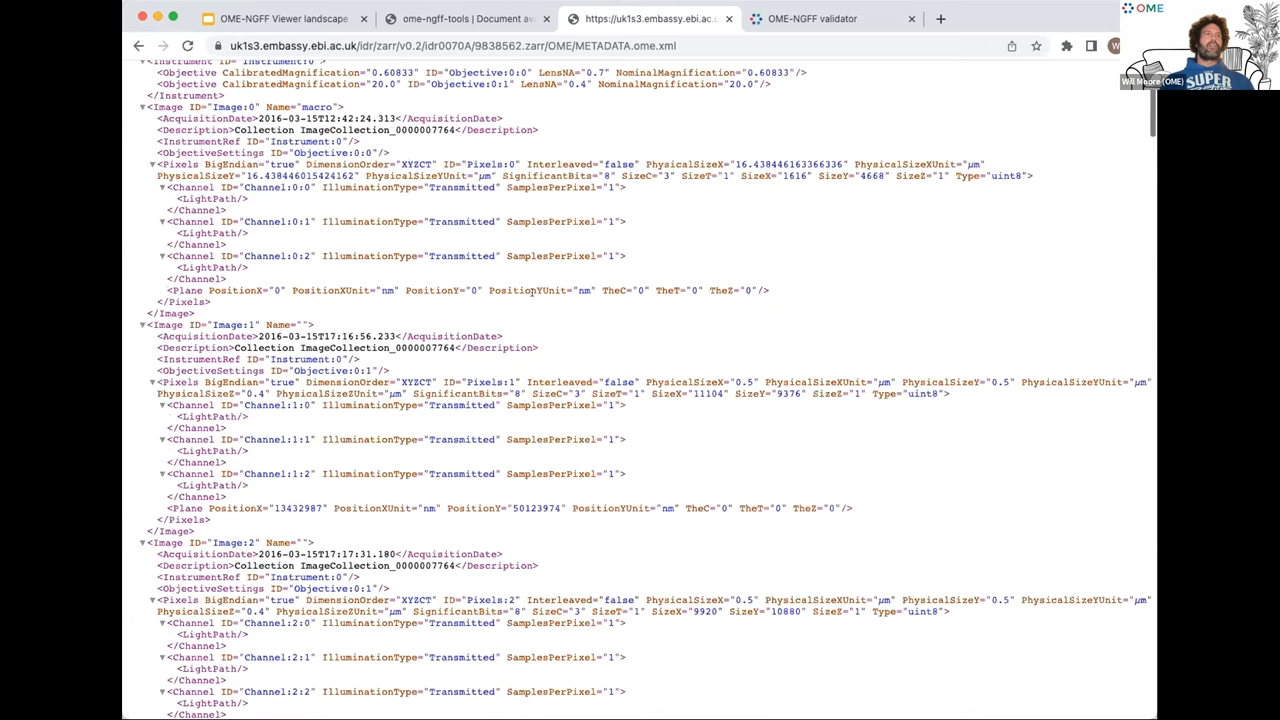 OME-NGFF Viewer landscape
ome-ngff-tools | Document av
https://uk1s3.embassy.ebi.ac.u
OME-NGFF validator
OME
uk1s3.embassy.ebi.ac.uk/idr/zarr/v0.2/idr0070A/9838562.zarr/OME/METADATA.ome.xml
W
SUPER
Will Moore (OME)
▼<Instrument ID="Instrument:0">
<Objective CalibratedMagnification="0.60833" ID="Objective:0:0" LensNA="0.7" NominalMagnification="0.60833"/>
<Objective CalibratedMagnification="20.0" ID="Objective:0:1" LensNA="0.4" NominalMagnification="20.0"/>
</Instrument>
▼<Image ID="Image:0" Name="macro">
<AcquisitionDate>2016-03-15T12:42:24.313</AcquisitionDate>
<Description>Collection ImageCollection_0000007764</Description>
<InstrumentRef ID="Instrument:0"/>
<ObjectiveSettings ID="Objective:0:0"/>
▼<Pixels BigEndian="true" DimensionOrder="XYZCT" ID="Pixels:0" Interleaved="false" PhysicalSizeX="16.438446163366336" PhysicalSizeXUnit="µm"
PhysicalSizeY="16.438446015424162" PhysicalSizeYUnit="µm" SignificantBits="8" SizeC="3" SizeT="1" SizeX="1616" SizeY="4668" SizeZ="1" Type="uint8">
▼<Channel ID="Channel:0:0" IlluminationType="Transmitted" SamplesPerPixel="1">
<LightPath/>
</Channel>
▼<Channel ID="Channel:0:1" IlluminationType="Transmitted" SamplesPerPixel="1">
<LightPath/>
</Channel>
▼<Channel ID="Channel:0:2" IlluminationType="Transmitted" SamplesPerPixel="1">
<LightPath/>
</Channel>
<Plane PositionX="0" PositionXUnit="nm" PositionY="0" PositionYUnit="nm" TheC="0" TheT="0" TheZ="0"/>
</Pixels>
</Image>
▼<Image ID="Image:1" Name="">
<AcquisitionDate>2016-03-15T17:16:56.233</AcquisitionDate>
<Description>Collection ImageCollection_0000007764</Description>
<InstrumentRef ID="Instrument:0"/>
<ObjectiveSettings ID="Objective:0:1"/>
▼<Pixels BigEndian="true" DimensionOrder="XYZCT" ID="Pixels:1" Interleaved="false" PhysicalSizeX="0.5" PhysicalSizeXUnit="µm" PhysicalSizeY="0.5" PhysicalSizeYUnit="µm"
PhysicalSizeZ="0.4" PhysicalSizeZUnit="µm" SignificantBits="8" SizeC="3" SizeT="1" SizeX="11104" SizeY="9376" SizeZ="1" Type="uint8">
▼<Channel ID="Channel:1:0" IlluminationType="Transmitted" SamplesPerPixel="1">
<LightPath/>
</Channel>
▼<Channel ID="Channel:1:1" IlluminationType="Transmitted" SamplesPerPixel="1">
<LightPath/>
</Channel>
▼<Channel ID="Channel:1:2" IlluminationType="Transmitted" SamplesPerPixel="1">
<LightPath/>
</Channel>
<Plane PositionX="13432987" PositionXUnit="nm" PositionY="50123974" PositionYUnit="nm" TheC="0" TheT="0" TheZ="0"/>
</Pixels>
</Image>
▼<Image ID="Image:2" Name="">
<AcquisitionDate>2016-03-15T17:17:31.180</AcquisitionDate>
<Description>Collection ImageCollection_0000007764</Description>
<InstrumentRef ID="Instrument:0"/>
<ObjectiveSettings ID="Objective:0:1"/>
▼<Pixels BigEndian="true" DimensionOrder="XYZCT" ID="Pixels:2" Interleaved="false" PhysicalSizeX="0.5" PhysicalSizeXUnit="µm" PhysicalSizeY="0.5" PhysicalSizeYUnit="µm"
PhysicalSizeZ="0.4" PhysicalSizeZUnit="µm" SignificantBits="8" SizeC="3" SizeT="1" SizeX="9920" SizeY="10880" SizeZ="1" Type="uint8">
▼<Channel ID="Channel:2:0" IlluminationType="Transmitted" SamplesPerPixel="1">
<LightPath/>
</Channel>
▼<Channel ID="Channel:2:1" IlluminationType="Transmitted" SamplesPerPixel="1">
<LightPath/>
</Channel>
▼<Channel ID="Channel:2:2" IlluminationType="Transmitted" SamplesPerPixel="1">
<LightPath/>
</Channel>